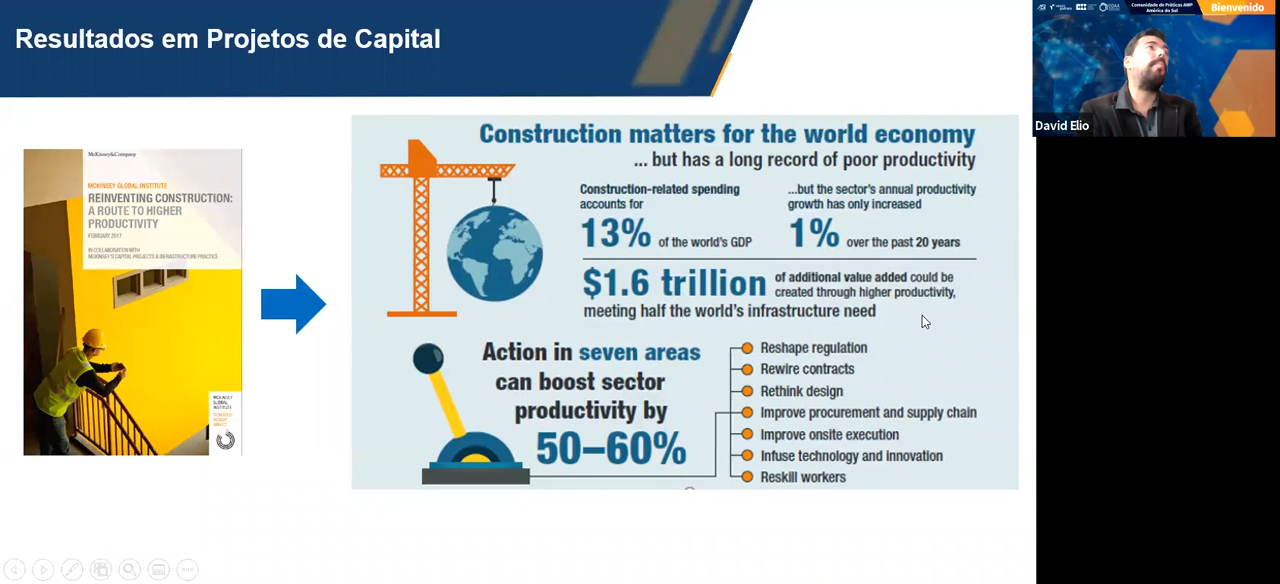 Resultados em Projetos de Capital
Comunidade de Práticas AWP
América do Sul
Bienvenido
David Elio
McKinsey&Company
MCKINSEY GLOBAL INSTITUTE
REINVENTING CONSTRUCTION:
A ROUTE TO HIGHER
PRODUCTIVITY
FEBRUARY 2017
IN COLLABORATION WITH
MCKINSEY'S CAPITAL PROJECTS & INFRASTRUCTURE PRACTICE
MCKINSEY
GLOBAL
INSTITUTE
Construction matters for the world economy
... but has a long record of poor productivity
Construction-related spending
accounts for
13% of the world's GDP
...but the sector's annual productivity
growth has only increased
1% over the past 20 years
$1.6 trillion of additional value added could be
created through higher productivity,
meeting half the world's infrastructure need
Action in seven areas
can boost sector
productivity by
50–60%
Reshape regulation
Rewire contracts
Rethink design
Improve procurement and supply chain
Improve onsite execution
Infuse technology and innovation
Reskill workers